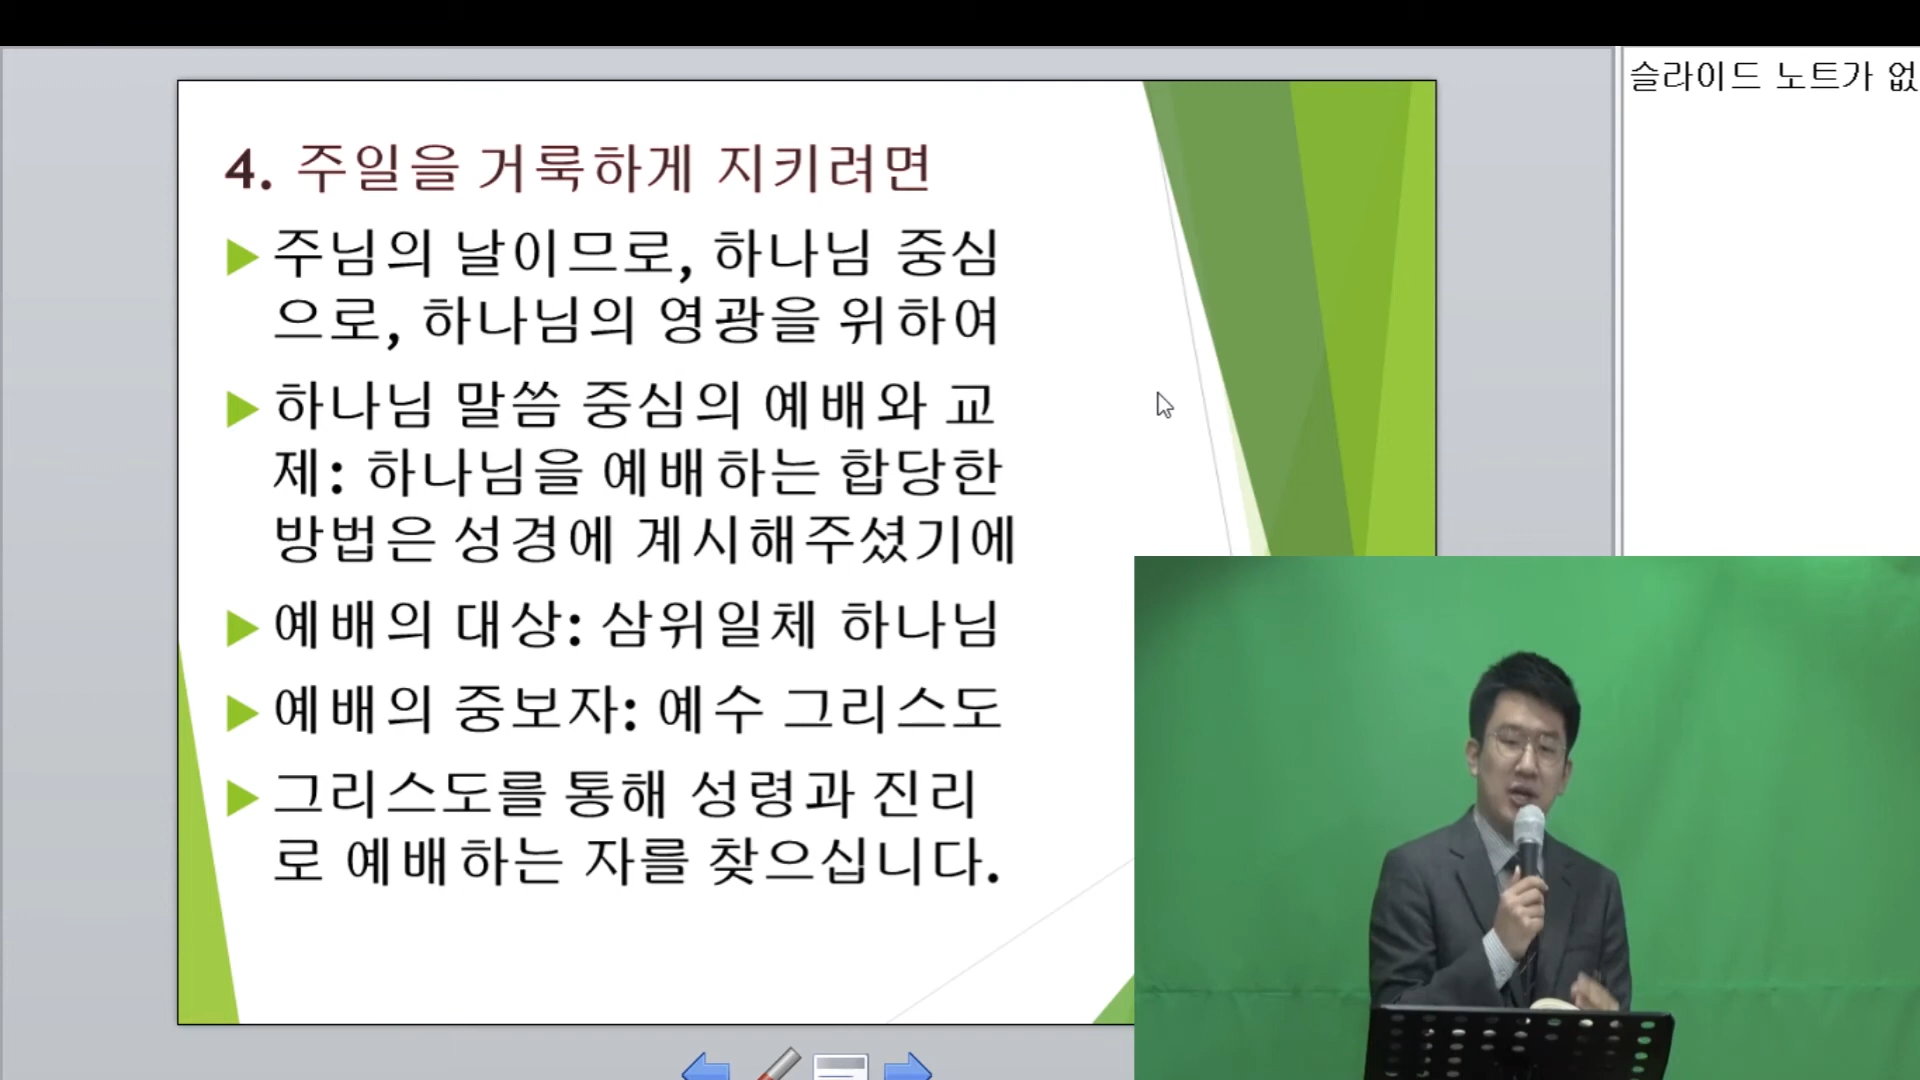 4. 주일을 거룩하게 지키려면
주님의 날이므로, 하나님 중심
으로, 하나님의 영광을 위하여
하나님 말씀 중심의 예배와 교
제: 하나님을 예배하는 합당한
방법은 성경에 계시해주셨기에
예배의 대상: 삼위일체 하나님
예배의 중보자: 예수 그리스도
그리스도를 통해 성령과 진리
로 예배하는 자를 찾으십니다.
슬라이드 노트가 없